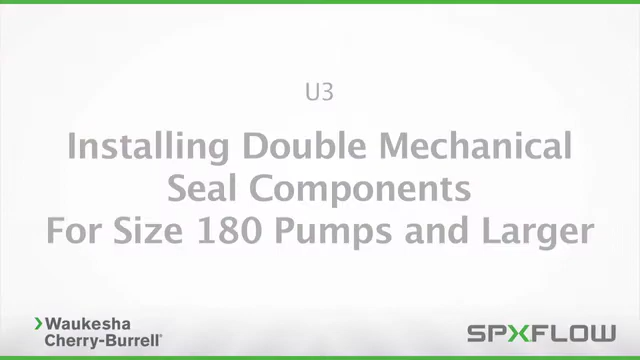 U3
Installing Double Mechanical
Seal Components
For Size 180 Pumps and Larger
Waukesha
Cherry-Burrell®
SPXFLOW